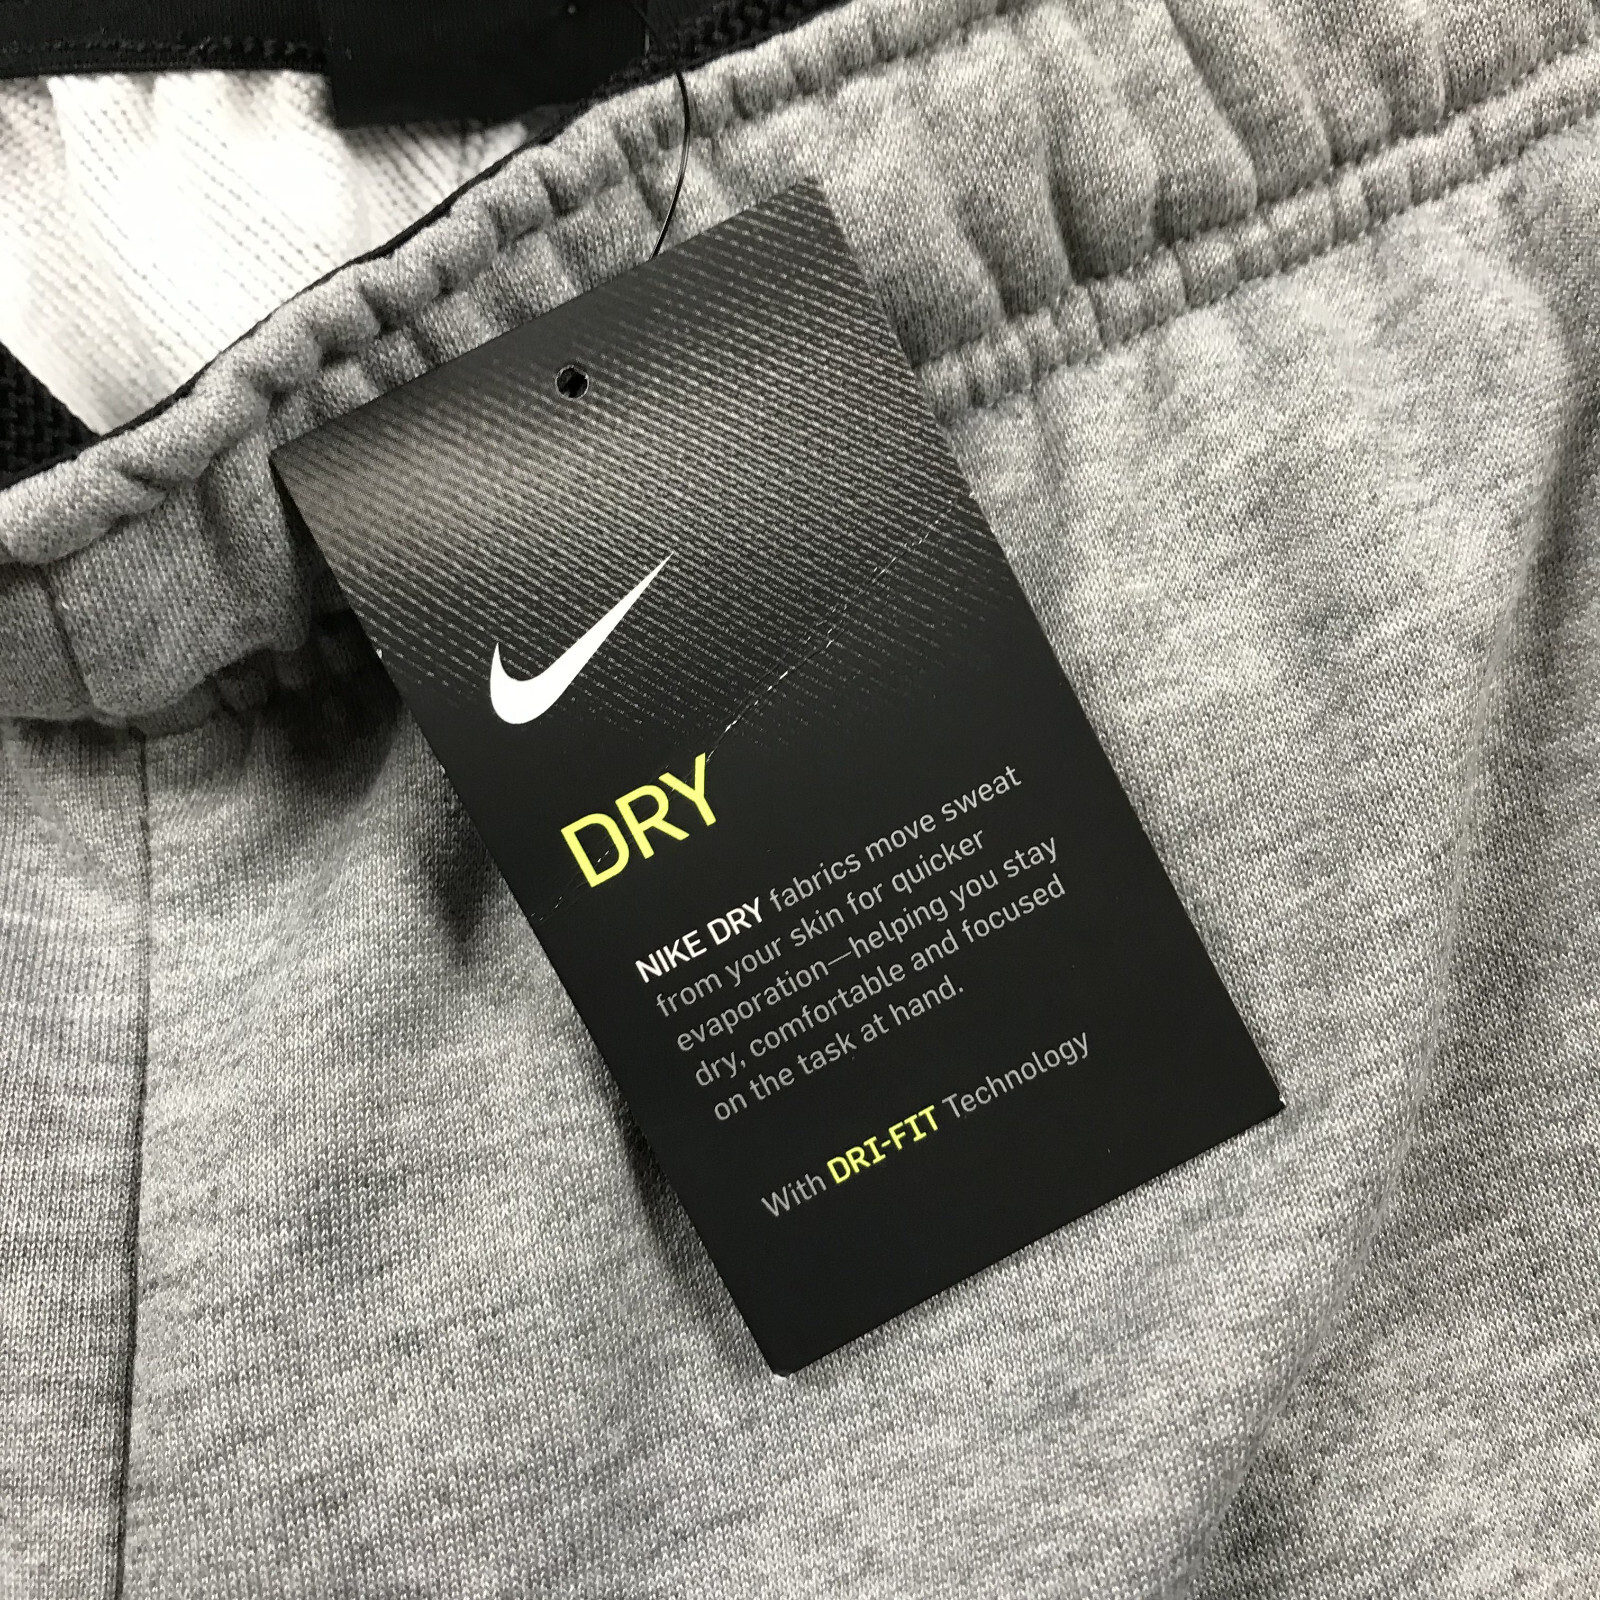 DRY
NIKE DRY fabrics move sweat
from your skin for quicker
evaporation—helping you stay
dry, comfortable and focused
on the task at hand.
With DRI-FIT Technology